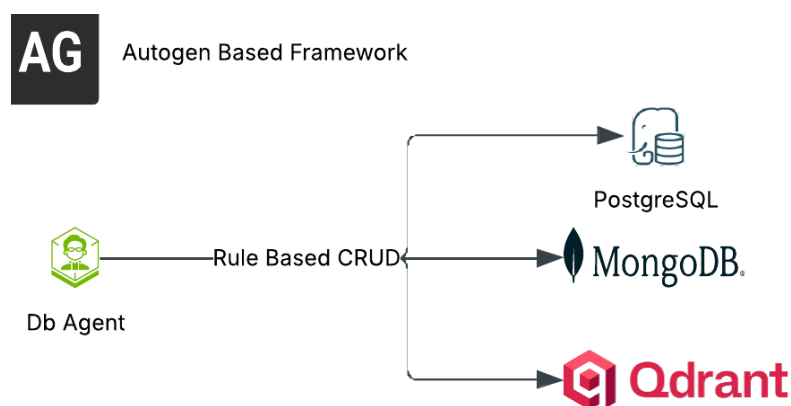 AG
Autogen Based Framework
PostgreSQL
Rule Based CRUD
MongoDB®
Db Agent
Qdrant